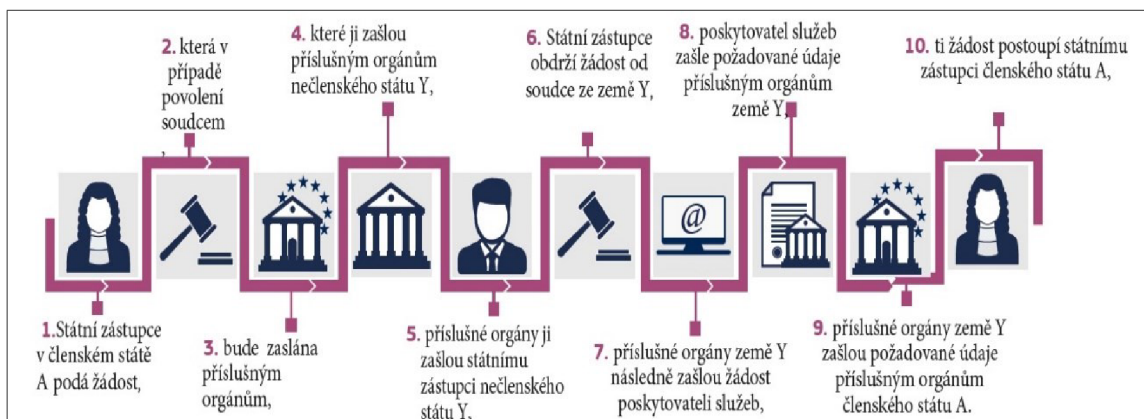 1.Státní zástupce
v členském státě
A podá žádost,
2. která v
případě
povolení
soudcem
,
3. bude zaslána
příslušným
orgánům,
4. které ji zašlou
příslušným orgánům
nečlenského státu Y,
5. příslušné orgány ji
zašlou státnímu
zástupci nečlenského
státu Y,
6. Státní zástupce
obdrží žádost od
soudce ze země Y,
7. příslušné orgány země Y
následně zašlou žádost
poskytovateli služeb,
8. poskytovatel služeb
zašle požadované údaje
příslušným orgánům
země Y,
9. příslušné orgány země Y
zašlou požadované údaje
příslušným orgánům
členského státu A.
10. ti žádost postoupí státnímu
zástupci členského státu A,
@